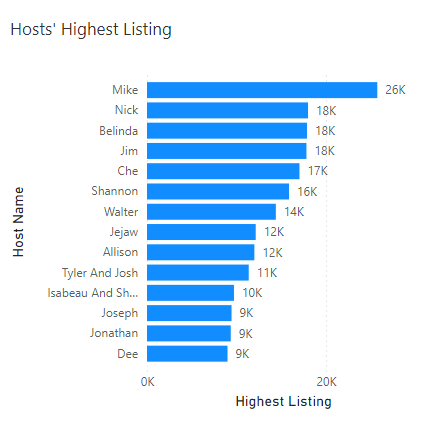 Hosts' Highest Listing
Host Name
Mike 26K
Nick 18K
Belinda 18K
Jim 18K
Che 17K
Shannon 16K
Walter 14K
Jejaw 12K
Allison 12K
Tyler And Josh 11K
Isabeau And Sh... 10K
Joseph 9K
Jonathan 9K
Dee 9K
0K 20K
Highest Listing